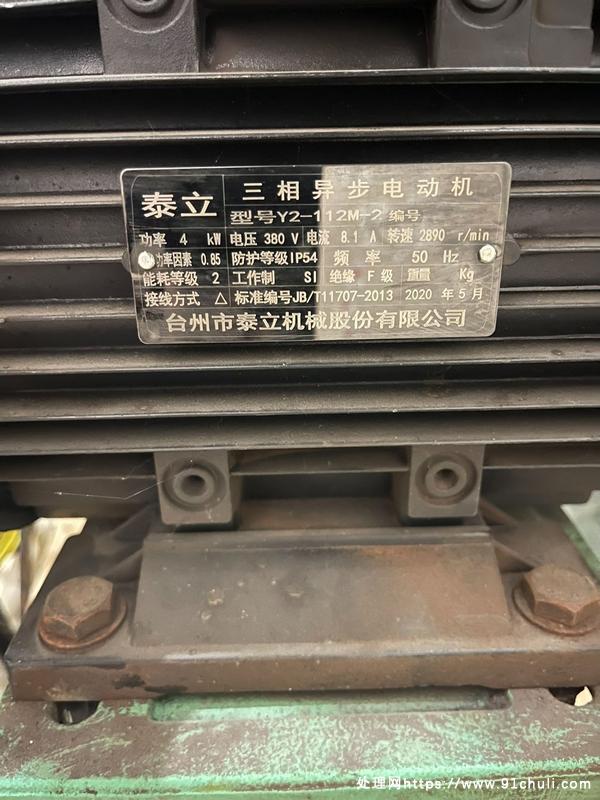 泰立 三相异步电动机
型号Y2-112M-2 编号
功率 4 kW 电压 380 V 电流 8.1 A 转速 2890 r/min
功率因素 0.85 防护等级IP54 频率 50 Hz
能耗等级 2 工作制 SI 绝缘 F 级 重量 Kg
接线方式 △ 标准编号JB/T11707-2013 2020 年 5 月
台州市泰立机械股份有限公司
处理网https://www.91chuli.com/